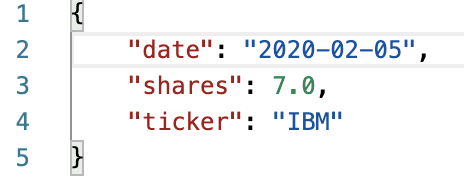 1 {
2     "date": "2020-02-05",
3     "shares": 7.0,
4     "ticker": "IBM"
5 }